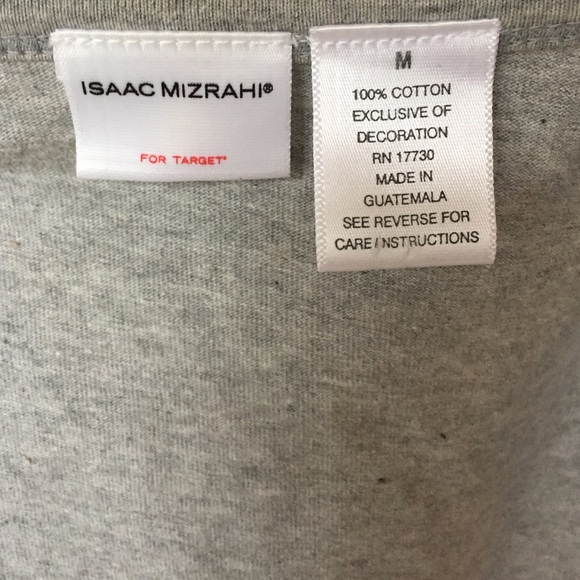 ISAAC MIZRAHI®
FOR TARGET*
M
100% COTTON
EXCLUSIVE OF
DECORATION
RN 17730
MADE IN
GUATEMALA
SEE REVERSE FOR
CARE INSTRUCTIONS